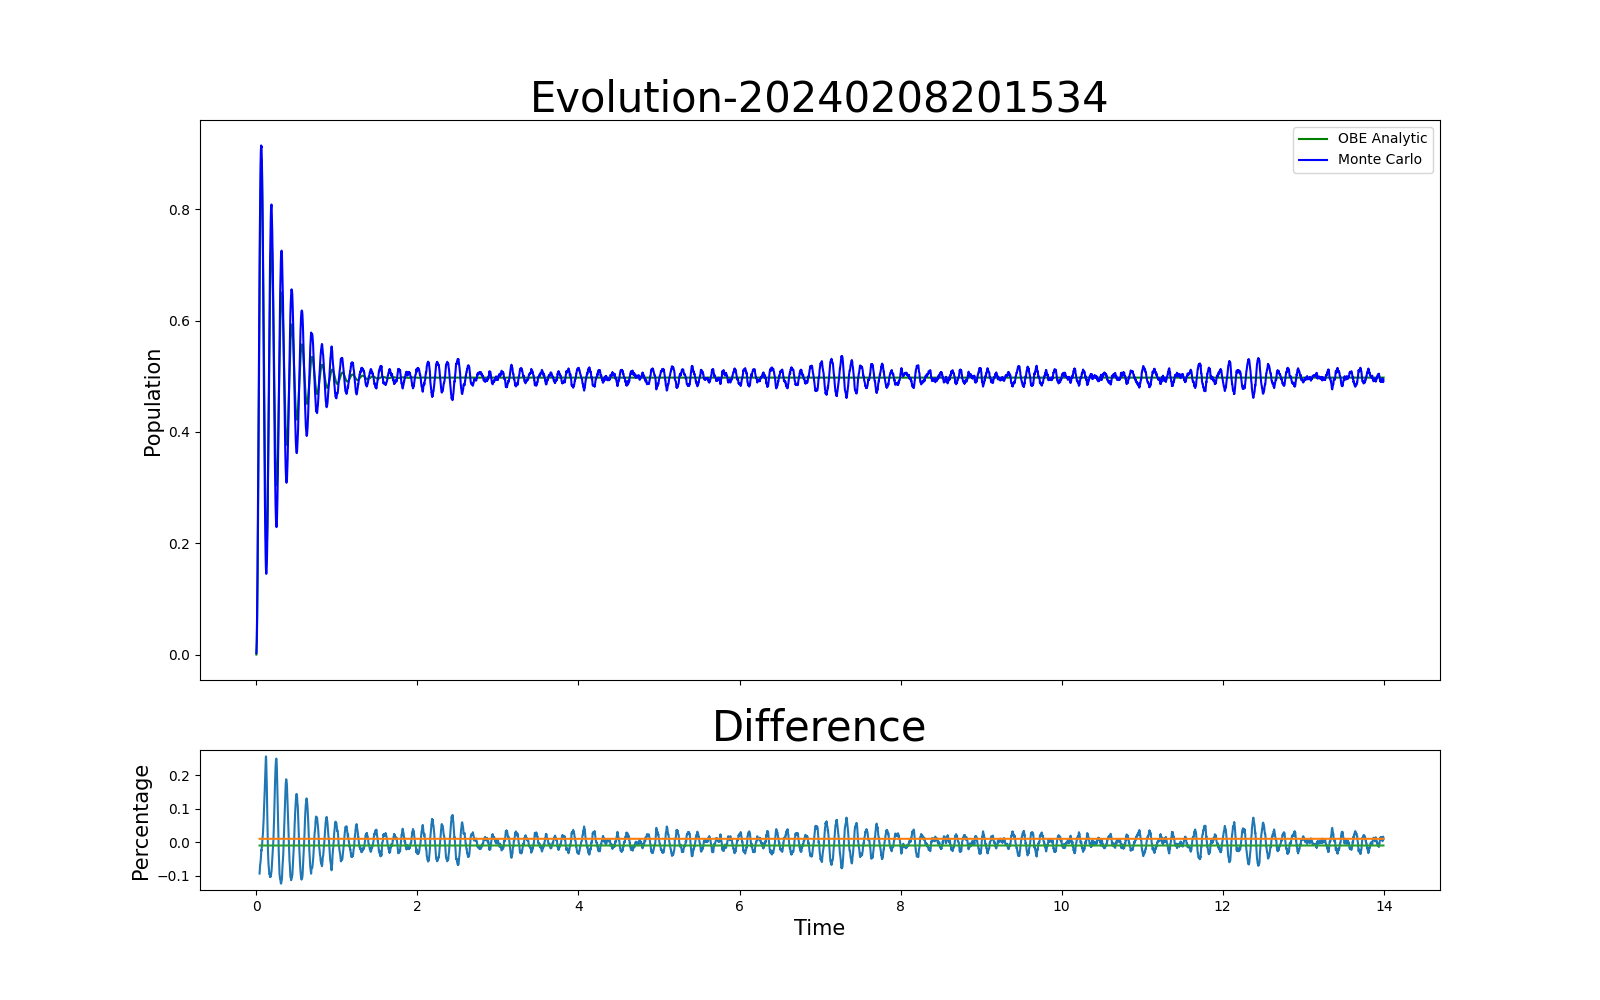 Evolution-20240208201534
OBE Analytic
Monte Carlo
Population
0.8
0.6
0.4
0.2
0.0
Difference
Percentage
0.2
0.1
0.0
−0.1
0 2 4 6 8 10 12 14
Time